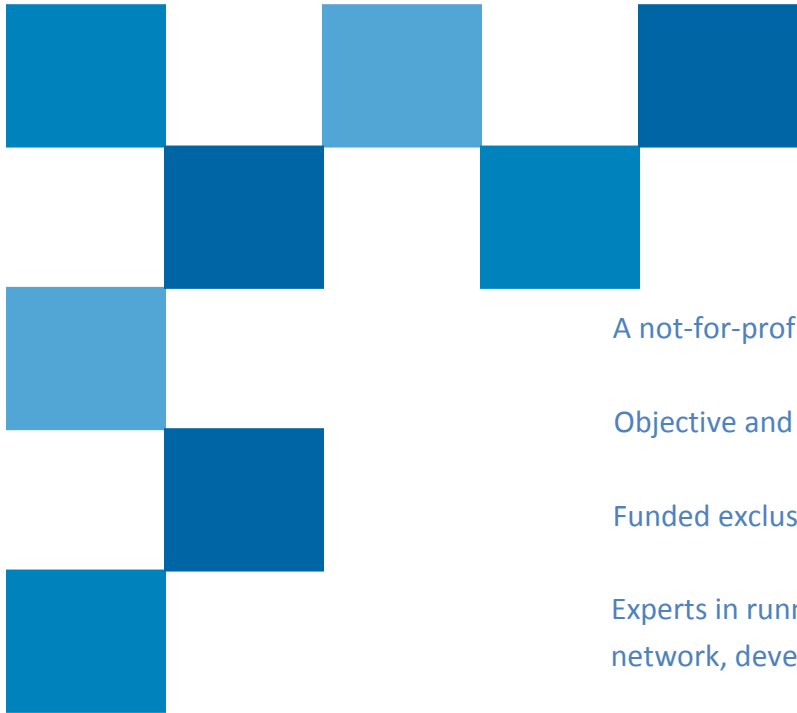 A not-for-prof
Objective and
Funded exclus
Experts in runn
network, deve